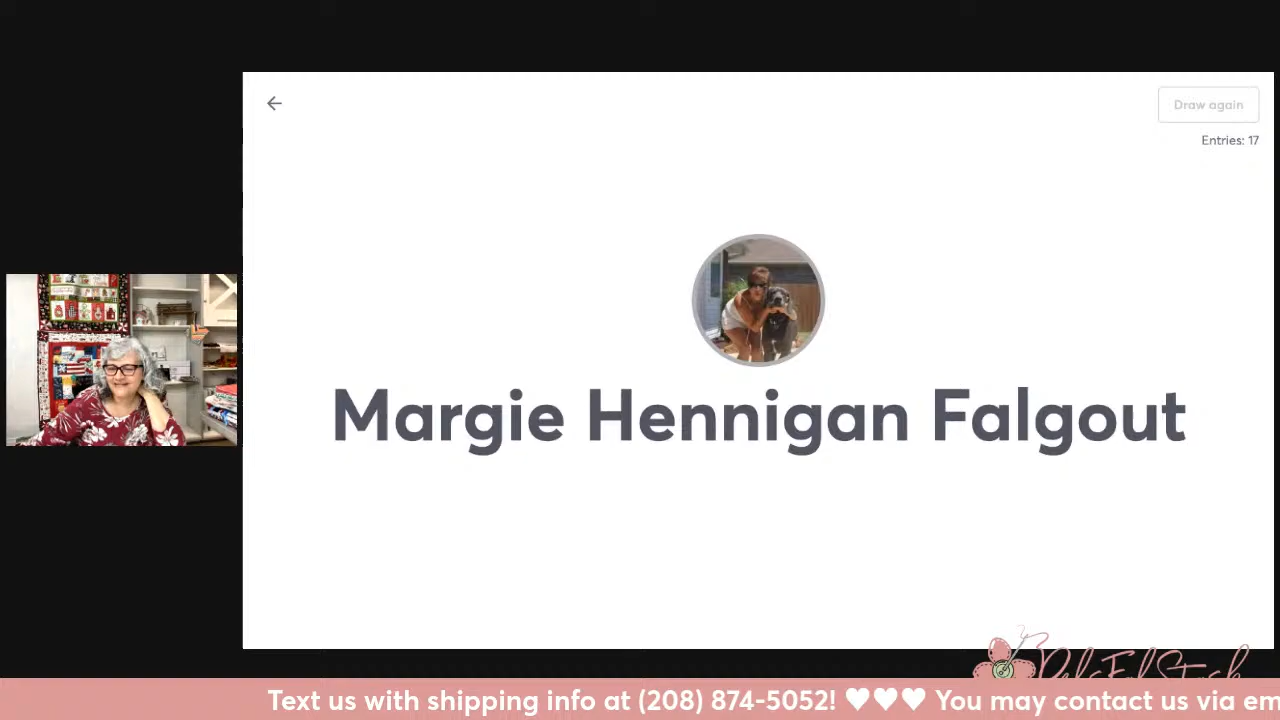 Draw again
Entries: 17
Margie Hennigan Falgout
Text us with shipping info at (208) 874-5052! ♥♥♥ You may contact us via em